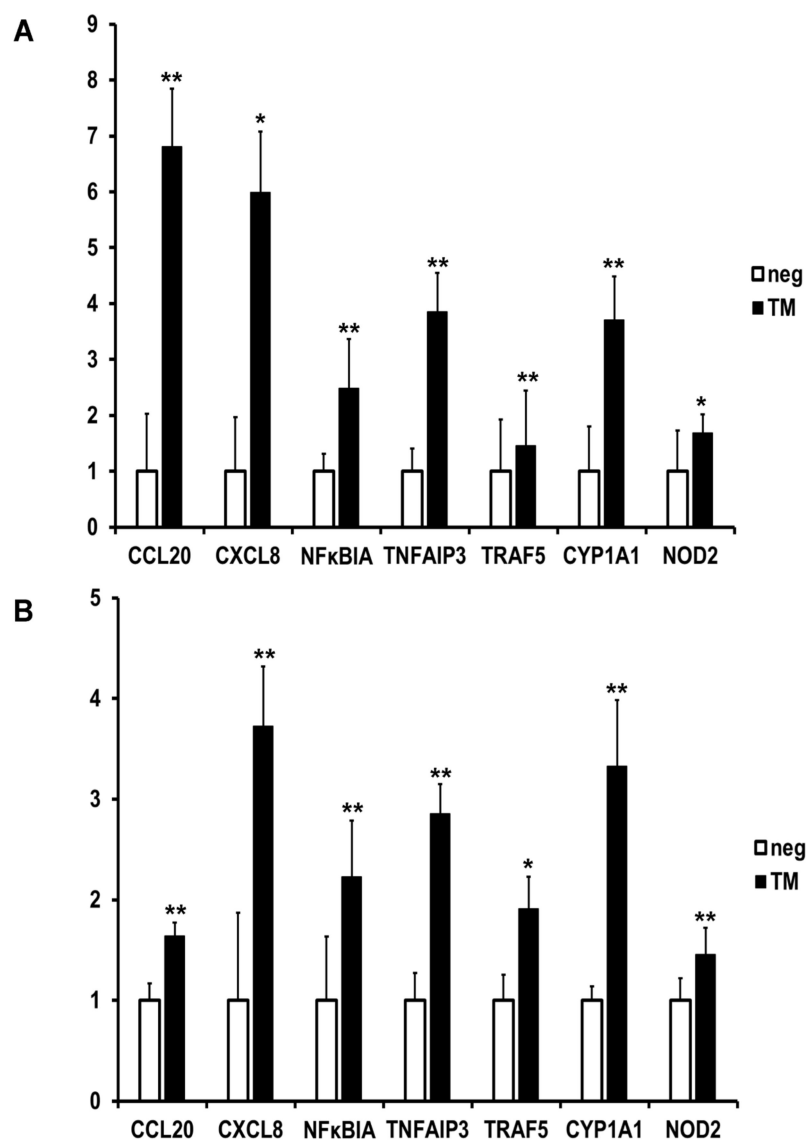 A
9
8
7
6
5
4
3
2
1
0
** * ** ** ** ** *
neg
TM
CCL20 CXCL8 NFκBIA TNFAIP3 TRAF5 CYP1A1 NOD2
B
5
4
3
2
1
0
** ** ** ** * ** **
neg
TM
CCL20 CXCL8 NFκBIA TNFAIP3 TRAF5 CYP1A1 NOD2